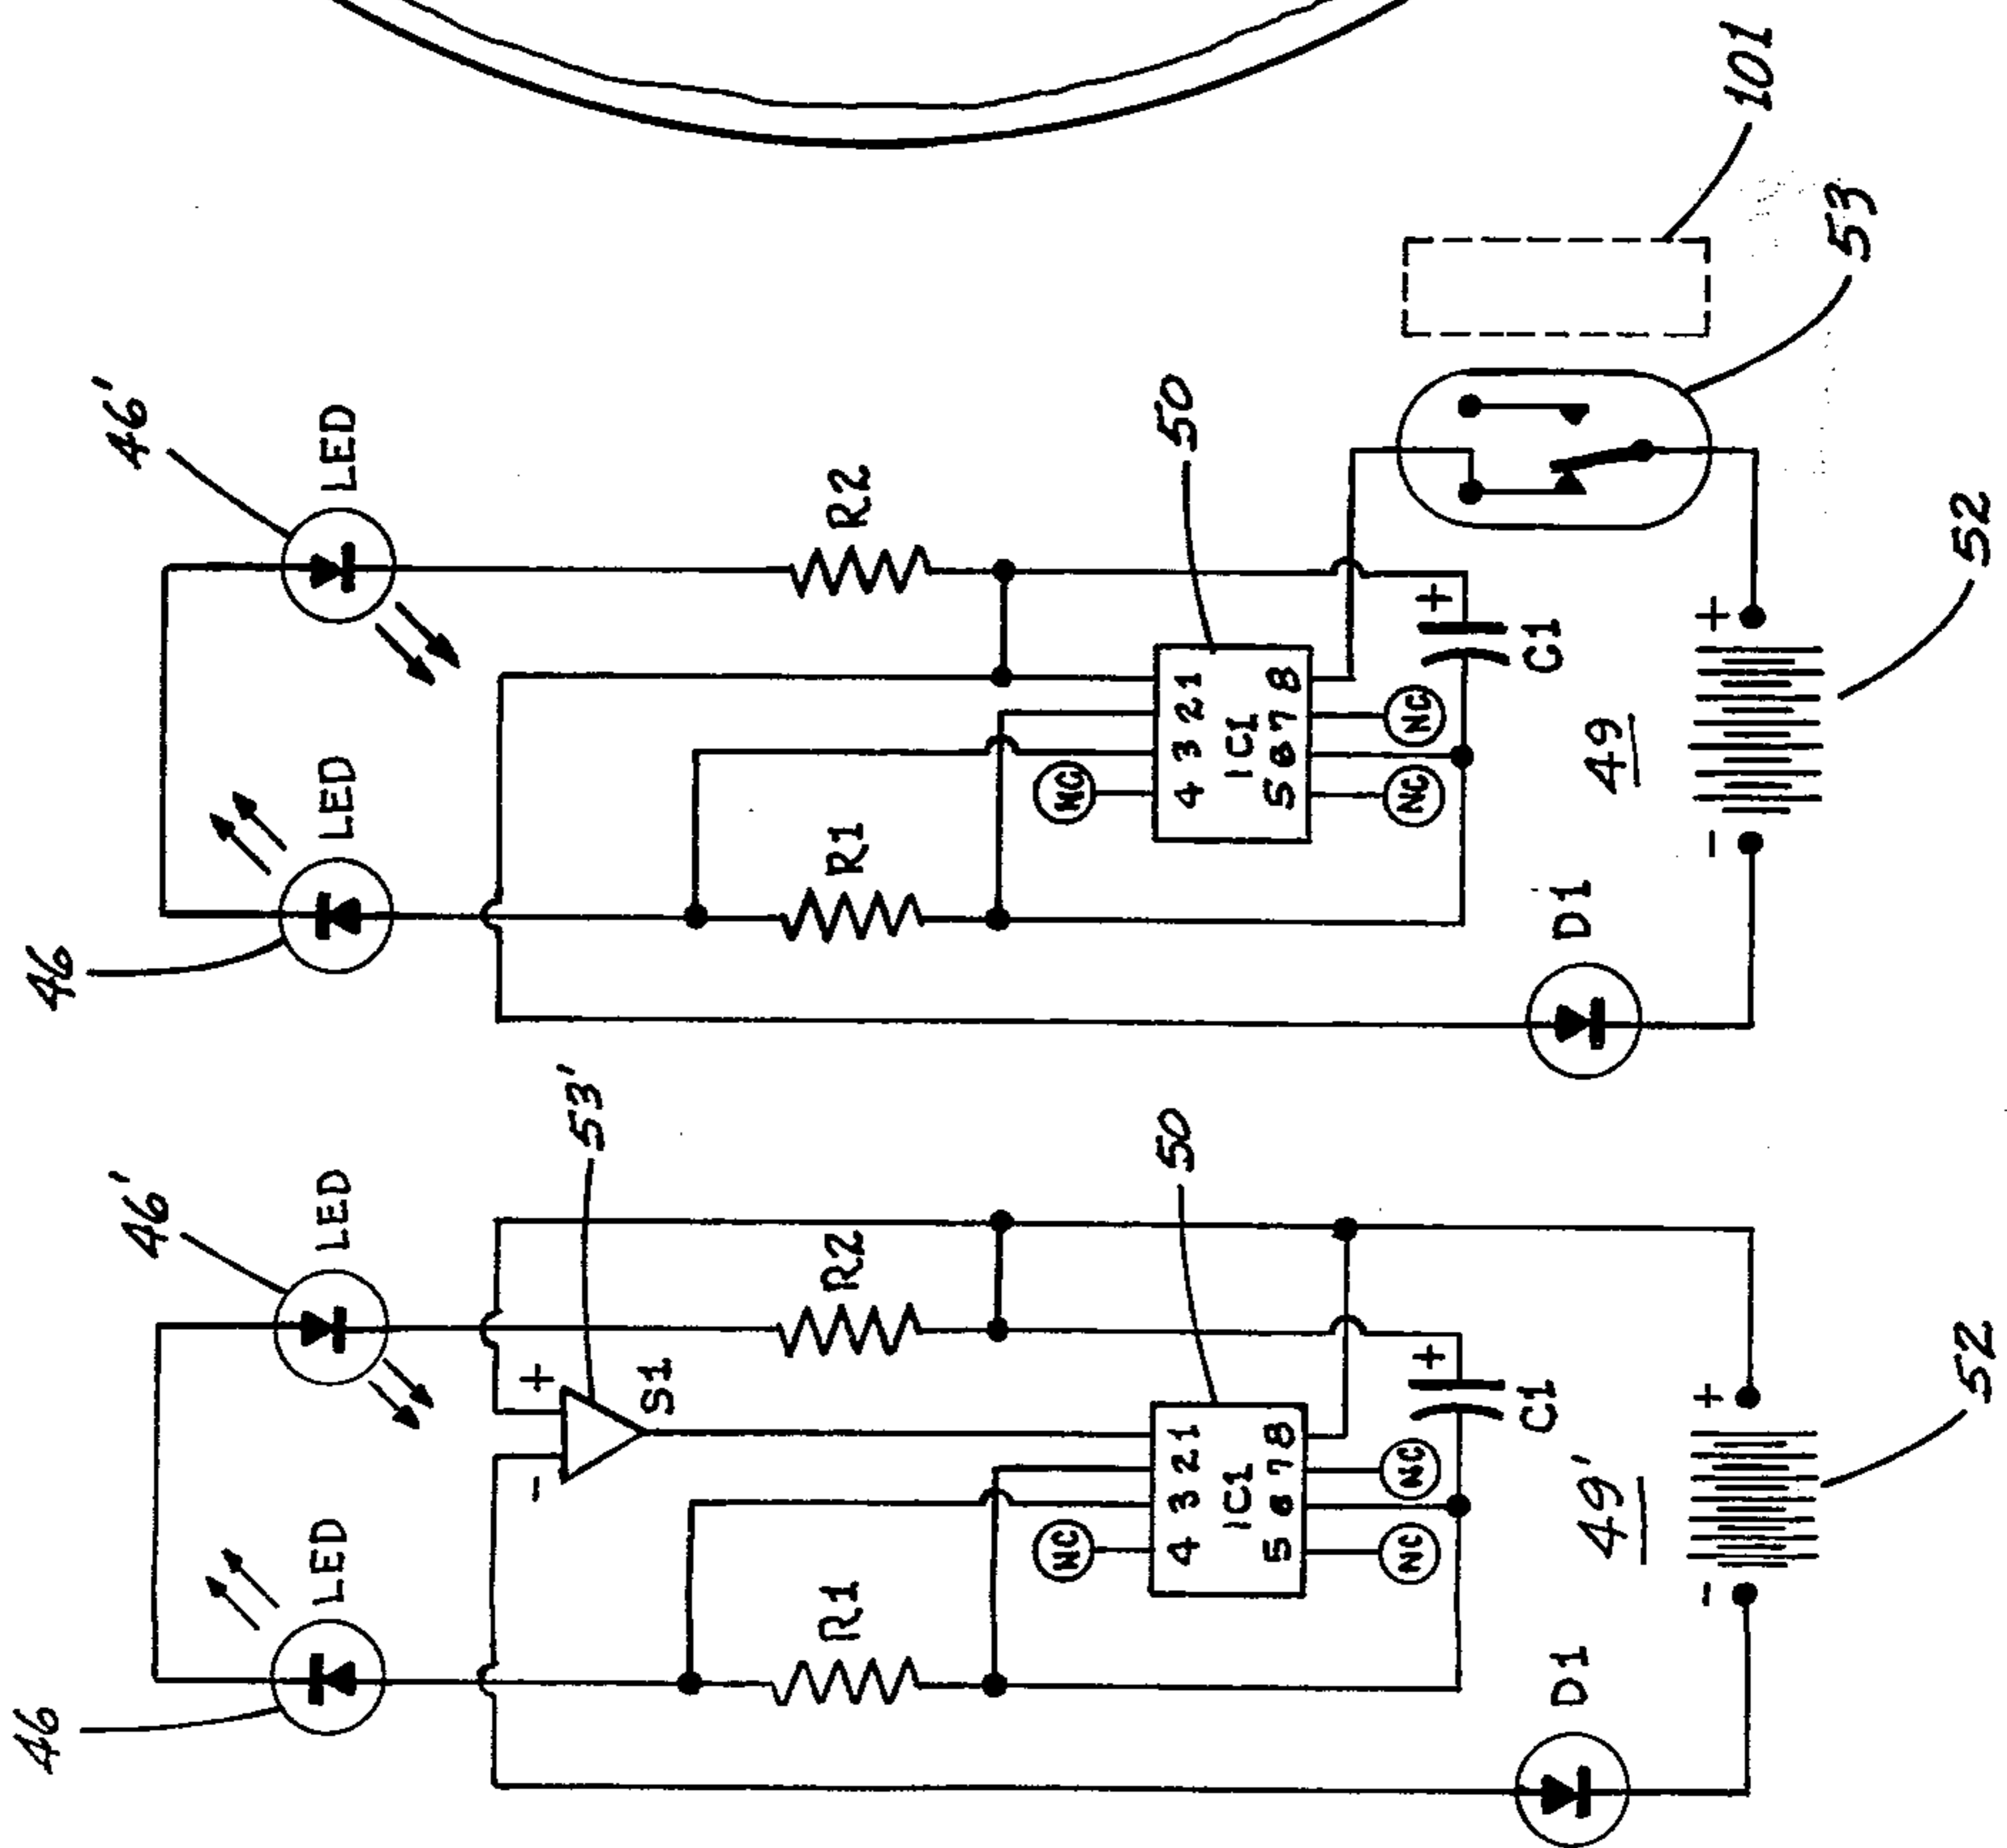 101
53
46'
LED
46
LED
R2
50
R1
4 3 2 1
IC1
5 6 7 8
NC
NC
NC
+
C1
49
D1
+
-
52
46'
LED
46
LED
53'
+
-
S1
R2
50
R1
4 3 2 1
IC1
5 6 7 8
NC
NC
NC
+
C1
49'
D1
+
-
52